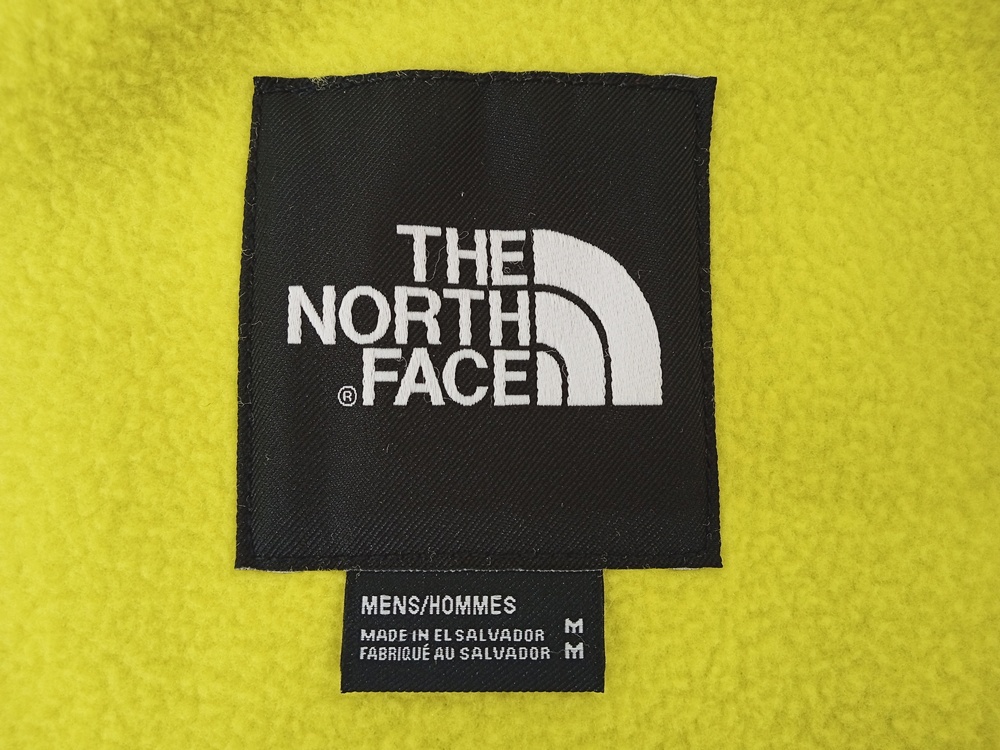 THE
NORTH
FACE
®
MENS/HOMMES
MADE IN EL SALVADOR M
FABRIQUÉ AU SALVADOR M